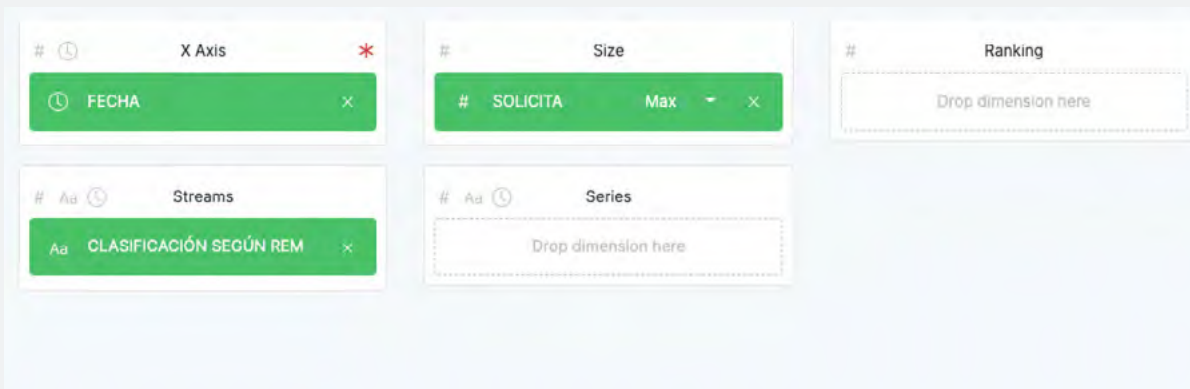 # X Axis *
FECHA ×
# Size
# SOLICITA Max ×
# Ranking
Drop dimension here
# Aa Streams
Aa CLASIFICACIÓN SEGÚN REM ×
# Aa Series
Drop dimension here